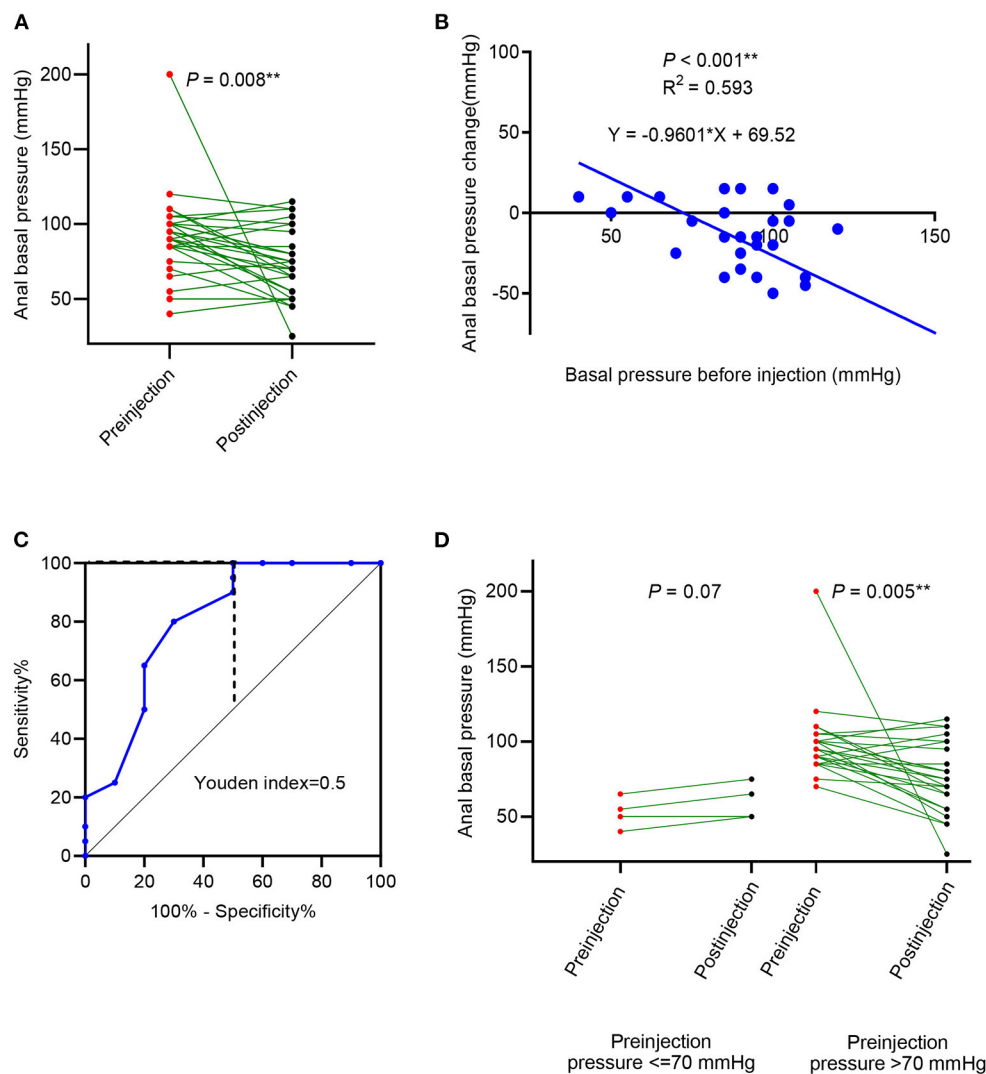 A
Anal basal pressure (mmHg)
200
150
100
50
P = 0.008**
Preinjection
Postinjection
B
Anal basal pressure change(mmHg)
100
50
0
-50
50
100
150
P < 0.001**
R² = 0.593
Y = -0.9601*X + 69.52
Basal pressure before injection (mmHg)
C
Sensitivity%
100
80
60
40
20
0
Youden index=0.5
0
20
40
60
80
100
100% - Specificity%
D
Anal basal pressure (mmHg)
200
150
100
50
P = 0.07
P = 0.005**
Preinjection
Postinjection
Preinjection
Postinjection
Preinjection
pressure <=70 mmHg
Preinjection
pressure >70 mmHg